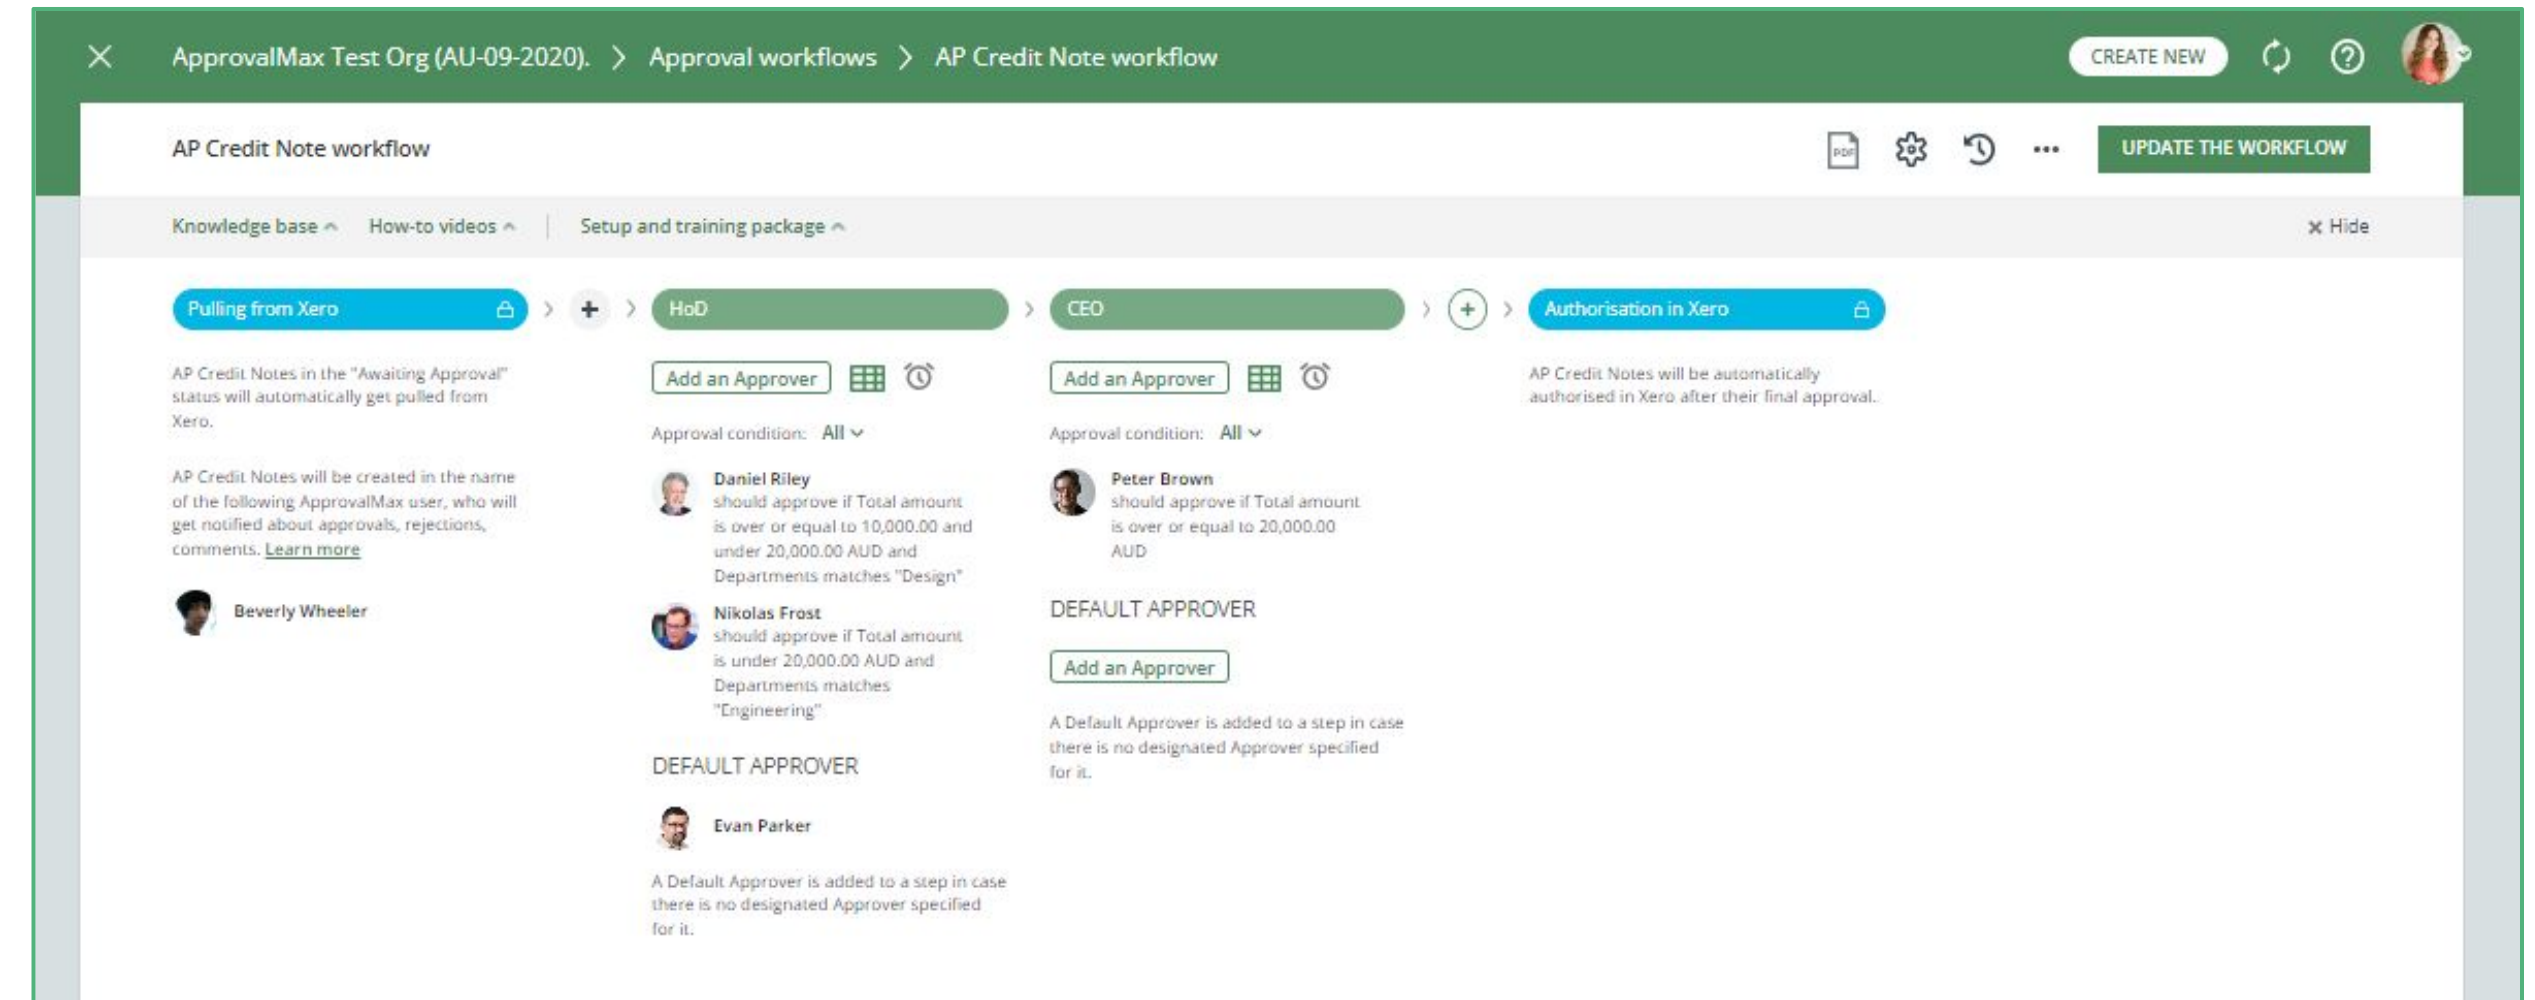 ApprovalMax Test Org (AU-09-2020). > Approval workflows > AP Credit Note workflow
CREATE NEW
AP Credit Note workflow
PDF
UPDATE THE WORKFLOW
Knowledge base
How-to videos
Setup and training package
Hide
Pulling from Xero
AP Credit Notes in the "Awaiting Approval"
status will automatically get pulled from
Xero.
AP Credit Notes will be created in the name
of the following ApprovalMax user, who will
get notified about approvals, rejections,
comments. Learn more
Beverly Wheeler
HoD
Add an Approver
Approval condition: All
Daniel Riley
should approve if Total amount
is over or equal to 10,000.00 and
under 20,000.00 AUD and
Departments matches "Design"
Nikolas Frost
should approve if Total amount
is under 20,000.00 AUD and
Departments matches
"Engineering"
DEFAULT APPROVER
Evan Parker
A Default Approver is added to a step in case
there is no designated Approver specified
for it.
CEO
Add an Approver
Approval condition: All
Peter Brown
should approve if Total amount
is over or equal to 20,000.00
AUD
DEFAULT APPROVER
Add an Approver
A Default Approver is added to a step in case
there is no designated Approver specified
for it.
Authorisation in Xero
AP Credit Notes will be automatically
authorised in Xero after their final approval.